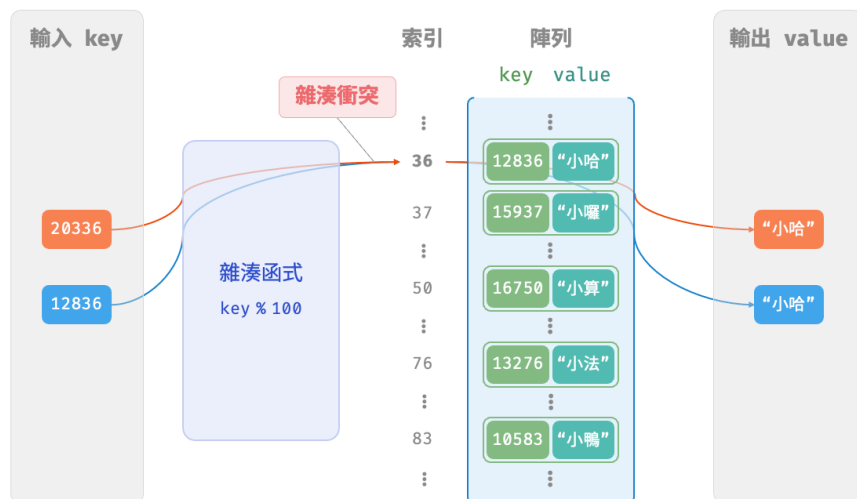 輸入 key
索引
陣列
輸出 value
key value
雜湊衝突
36
12836 “小哈”
20336
37
15937 “小囉”
“小哈”
雜湊函式
key % 100
12836
50
16750 “小算”
“小哈”
76
13276 “小法”
83
10583 “小鴨”